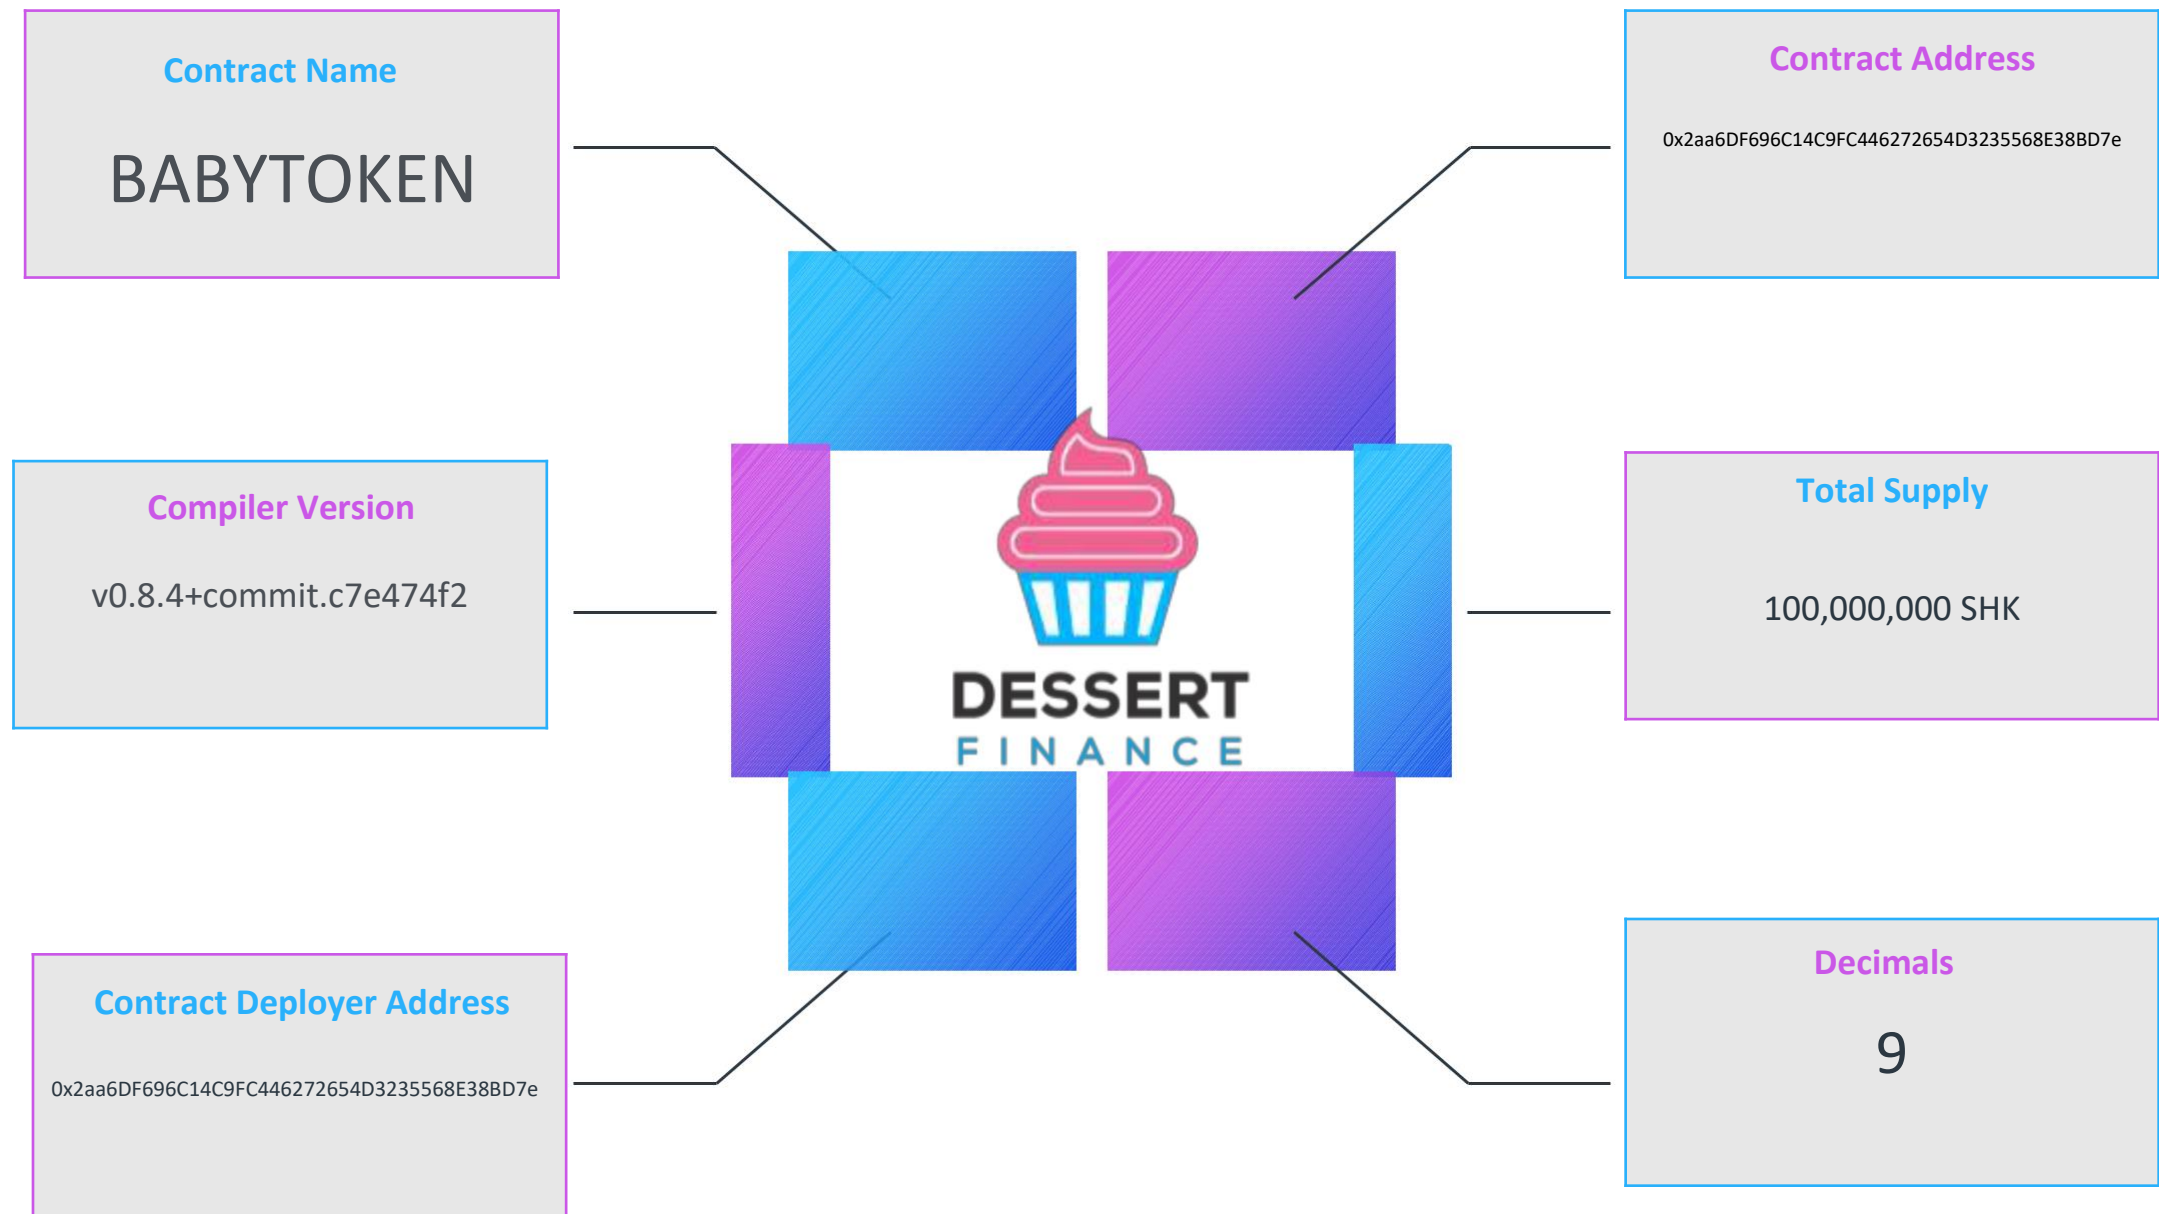 Contract Name
BABYTOKEN
Contract Address
0x2aa6DF696C14C9FC446272654D3235568E38BD7e
Compiler Version
v0.8.4+commit.c7e474f2
DESSERT
FINANCE
Total Supply
100,000,000 SHK
Contract Deployer Address
0x2aa6DF696C14C9FC446272654D3235568E38BD7e
Decimals
9